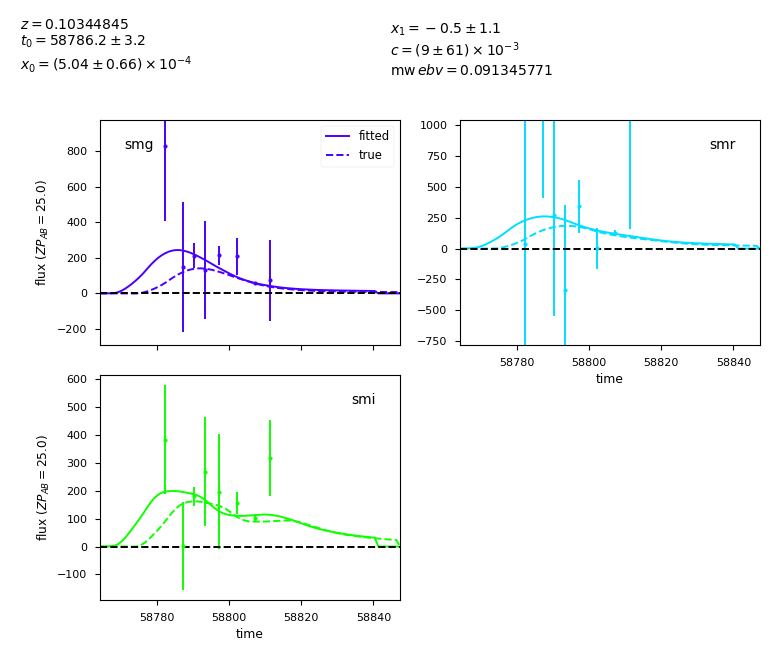 z = 0.10344845
t₀ = 58786.2 ± 3.2
x₀ = (5.04 ± 0.66) × 10⁻⁴
x₁ = −0.5 ± 1.1
c = (9 ± 61) × 10⁻³
mw ebv = 0.091345771
smg
fitted
true
800
600
400
200
0
−200
flux (ZP_AB = 25.0)
smr
1000
750
500
250
0
−250
−500
−750
58780 58800 58820 58840
time
smi
600
500
400
300
200
100
0
−100
flux (ZP_AB = 25.0)
58780 58800 58820 58840
time